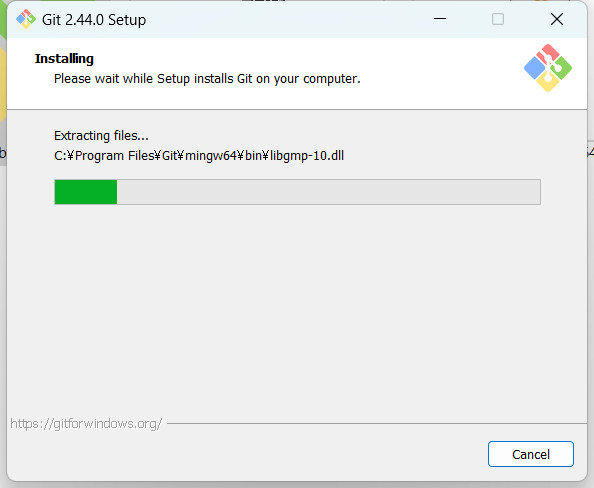 Git 2.44.0 Setup
Installing
Please wait while Setup installs Git on your computer.
Extracting files...
C:¥Program Files¥Git¥mingw64¥bin¥libgmp-10.dll
https://gitforwindows.org/
Cancel